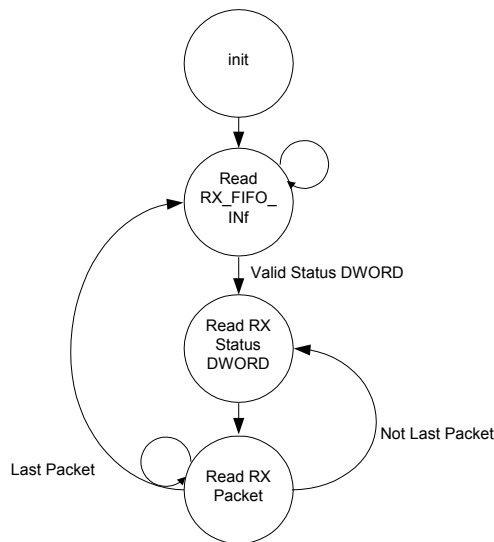 init
Read
RX_FIFO_
INf
Valid Status DWORD
Read RX
Status
DWORD
Not Last Packet
Last Packet
Read RX
Packet